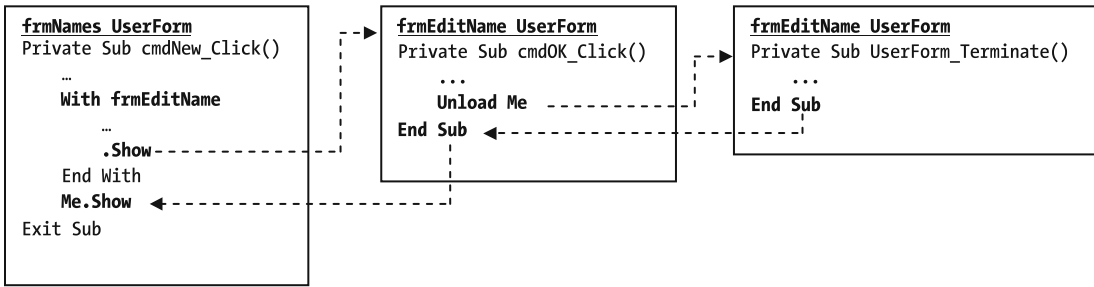 frmNames UserForm
Private Sub cmdNew_Click()
…
With frmEditName
…
.Show
End With
Me.Show
Exit Sub
frmEditName UserForm
Private Sub cmdOK_Click()
...
Unload Me
End Sub
frmEditName UserForm
Private Sub UserForm_Terminate()
...
End Sub